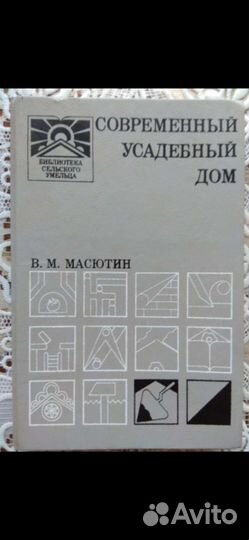 СОВРЕМЕННЫЙ
УСАДЕБНЫЙ
ДОМ
БИБЛИОТЕКА
СЕЛЬСКОГО
УМЕЛЬЦА
В. М. МАСЮТИН
Avito